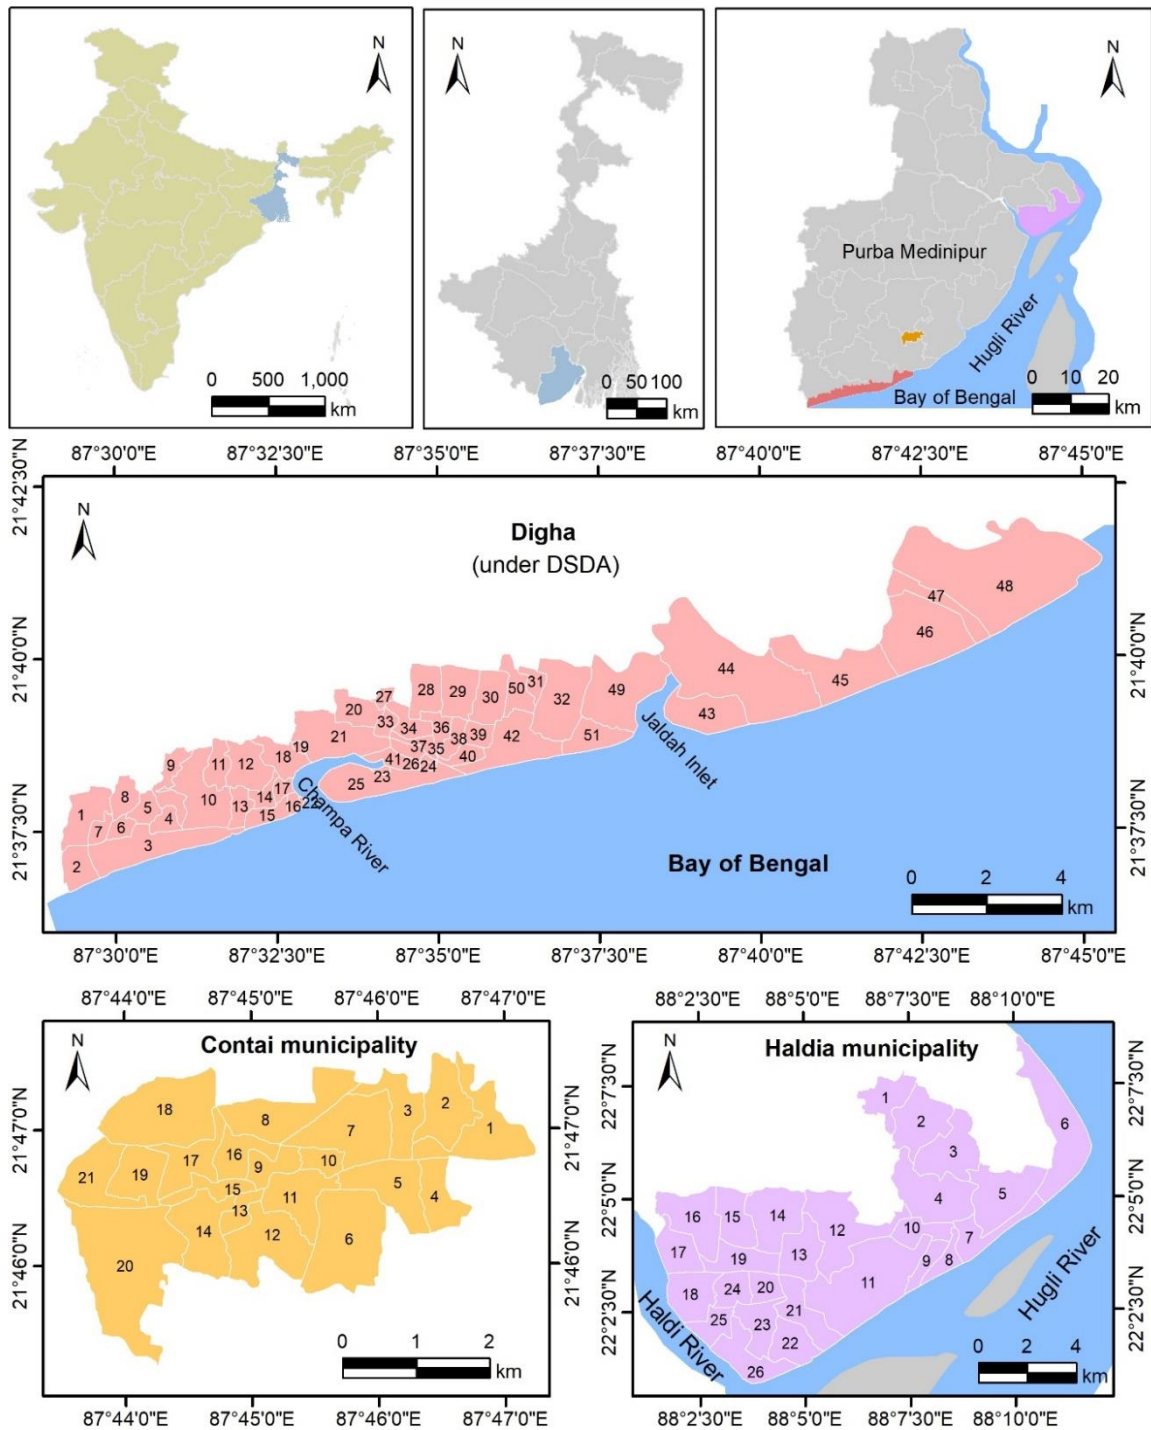 N
0 500 1,000
km
N
0 50 100
km
N
Purba Medinipur
Hugli River
Bay of Bengal
0 10 20
km
87°30'0"E 87°32'30"E 87°35'0"E 87°37'30"E 87°40'0"E 87°42'30"E 87°45'0"E
21°42'30"N
21°40'0"N
21°37'30"N
N
Digha
(under DSDA)
48
47
46
45
44
43
49
51
32
31
50
30
29
28
42
39
38
36
40
35
37
34
33
27
20
21
41
26
24
23
25
19
18
17
22
16
15
14
13
12
11
10
9
8
5
4
6
7
3
1
2
Champa River
Jaldah Inlet
Bay of Bengal
0 2 4
km
21°40'0"N
21°37'30"N
87°30'0"E 87°32'30"E 87°35'0"E 87°37'30"E 87°40'0"E 87°42'30"E 87°45'0"E
87°44'0"E 87°45'0"E 87°46'0"E 87°47'0"E
21°47'0"N
21°46'0"N
N
Contai municipality
18
8
7
3
2
1
21
19
17
16
9
10
5
4
15
11
13
14
12
6
20
0 1 2
km
21°47'0"N
21°46'0"N
87°44'0"E 87°45'0"E 87°46'0"E 87°47'0"E
88°2'30"E 88°5'0"E 88°7'30"E 88°10'0"E
22°7'30"N
22°5'0"N
22°2'30"N
N
Haldia municipality
1
2
3
6
4
5
16
15
14
12
10
7
17
19
13
9
8
11
18
24
20
21
25
23
22
26
Haldi River
Hugli River
0 2 4
km
22°7'30"N
22°5'0"N
22°2'30"N
88°2'30"E 88°5'0"E 88°7'30"E 88°10'0"E